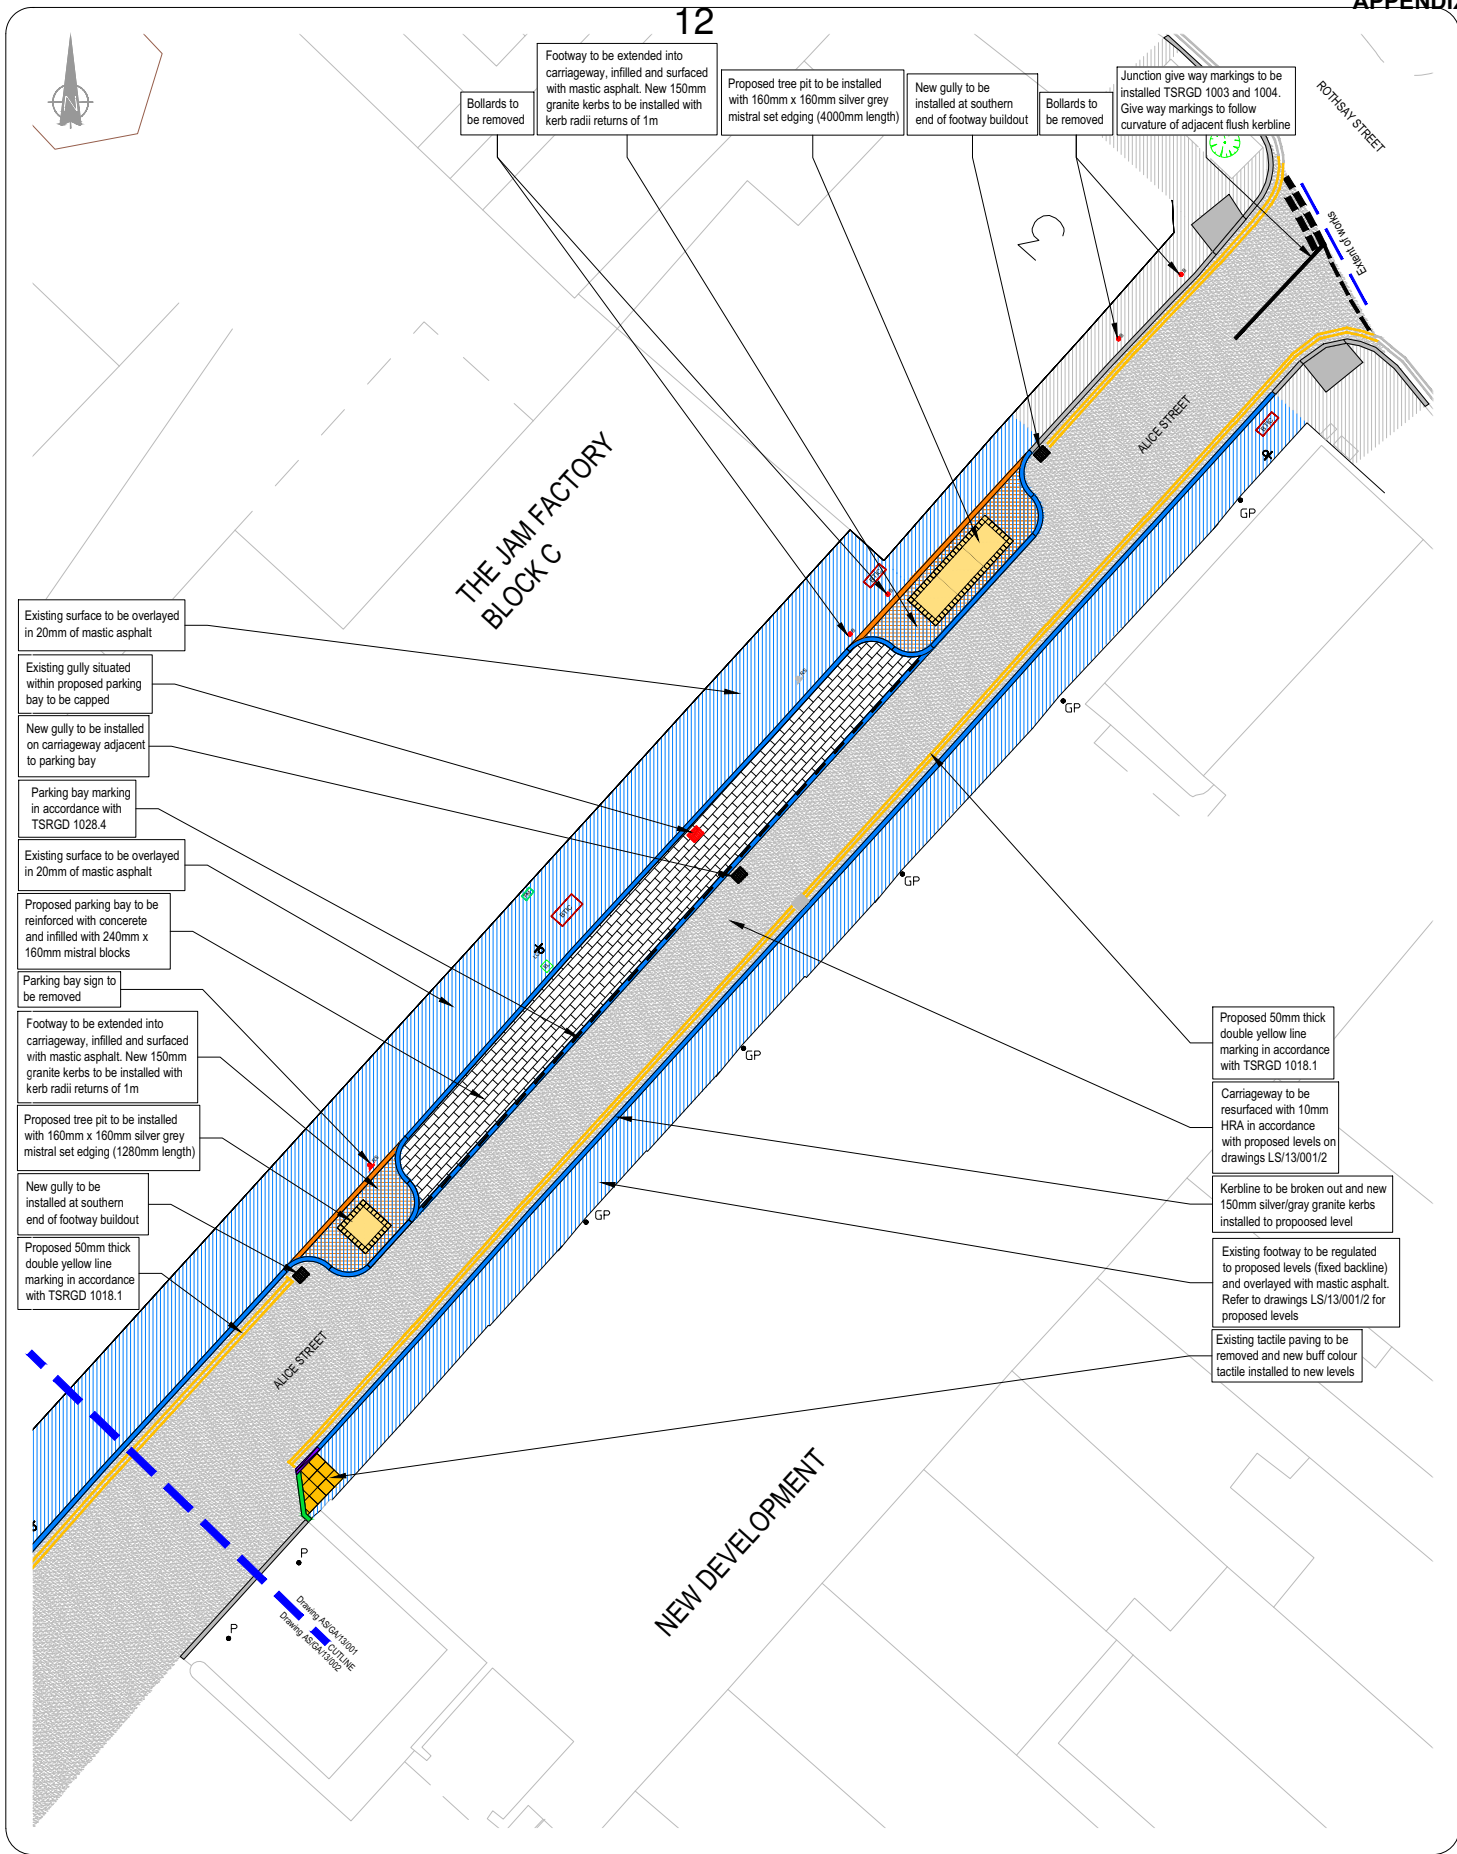 APPENDIX
12
Bollards to
be removed
Footway to be extended into
carriageway, infilled and surfaced
with mastic asphalt. New 150mm
granite kerbs to be installed with
kerb radii returns of 1m
Proposed tree pit to be installed
with 160mm x 160mm silver grey
mistral set edging (4000mm length)
New gully to be
installed at southern
end of footway buildout
Bollards to
be removed
Junction give way markings to be
installed TSRGD 1003 and 1004.
Give way markings to follow
curvature of adjacent flush kerbline
ROTHSAY STREET
N
Extent of works
ALICE STREET
THE JAM FACTORY
BLOCK C
GP
GP
GP
GP
GP
Existing surface to be overlayed
in 20mm of mastic asphalt
Existing gully situated
within proposed parking
bay to be capped
New gully to be installed
on carriageway adjacent
to parking bay
Parking bay marking
in accordance with
TSRGD 1028.4
Existing surface to be overlayed
in 20mm of mastic asphalt
Proposed parking bay to be
reinforced with concrete
and infilled with 240mm x
160mm mistral blocks
Parking bay sign to
be removed
Footway to be extended into
carriageway, infilled and surfaced
with mastic asphalt. New 150mm
granite kerbs to be installed with
kerb radii returns of 1m
Proposed tree pit to be installed
with 160mm x 160mm silver grey
mistral set edging (1280mm length)
New gully to be
installed at southern
end of footway buildout
Proposed 50mm thick
double yellow line
marking in accordance
with TSRGD 1018.1
Proposed 50mm thick
double yellow line
marking in accordance
with TSRGD 1018.1
Carriageway to be
resurfaced with 10mm
HRA in accordance
with proposed levels on
drawings LS/13/001/2
Kerbline to be broken out and new
150mm silver/gray granite kerbs
installed to propoosed level
Existing footway to be regulated
to proposed levels (fixed backline)
and overlayed with mastic asphalt.
Refer to drawings LS/13/001/2 for
proposed levels
Existing tactile paving to be
removed and new buff colour
tactile installed to new levels
ALICE STREET
NEW DEVELOPMENT
P
P
Drawing AS/GA/13/001
CUTLINE
Drawing AS/GA/13/002